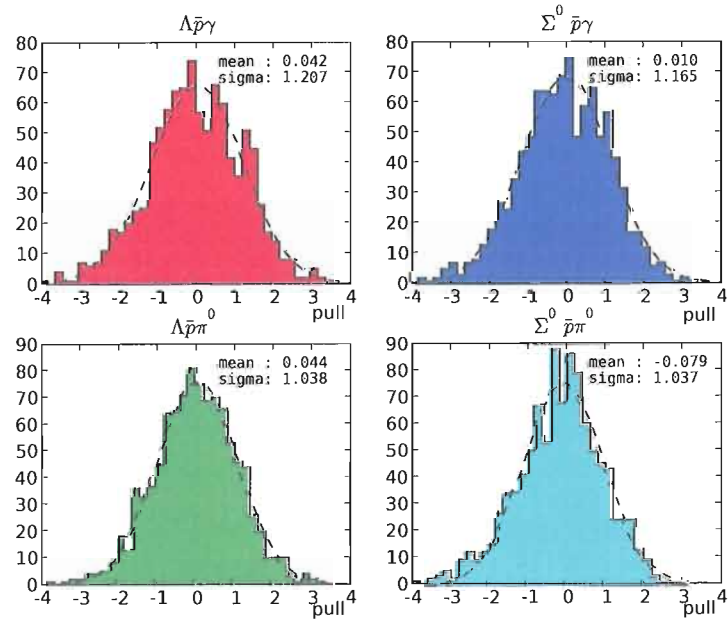 Λp̄γ
mean : 0.042
sigma: 1.207
80
70
60
50
40
30
20
10
0
-4 -3 -2 -1 0 1 2 3 4
pull
Σ⁰ p̄γ
mean : 0.010
sigma: 1.165
80
70
60
50
40
30
20
10
0
-4 -3 -2 -1 0 1 2 3 4
pull
Λp̄π⁰
mean : 0.044
sigma: 1.038
90
80
70
60
50
40
30
20
10
0
-4 -3 -2 -1 0 1 2 3 4
pull
Σ⁰ p̄π⁰
mean : -0.079
sigma: 1.037
90
80
70
60
50
40
30
20
10
0
-4 -3 -2 -1 0 1 2 3 4
pull